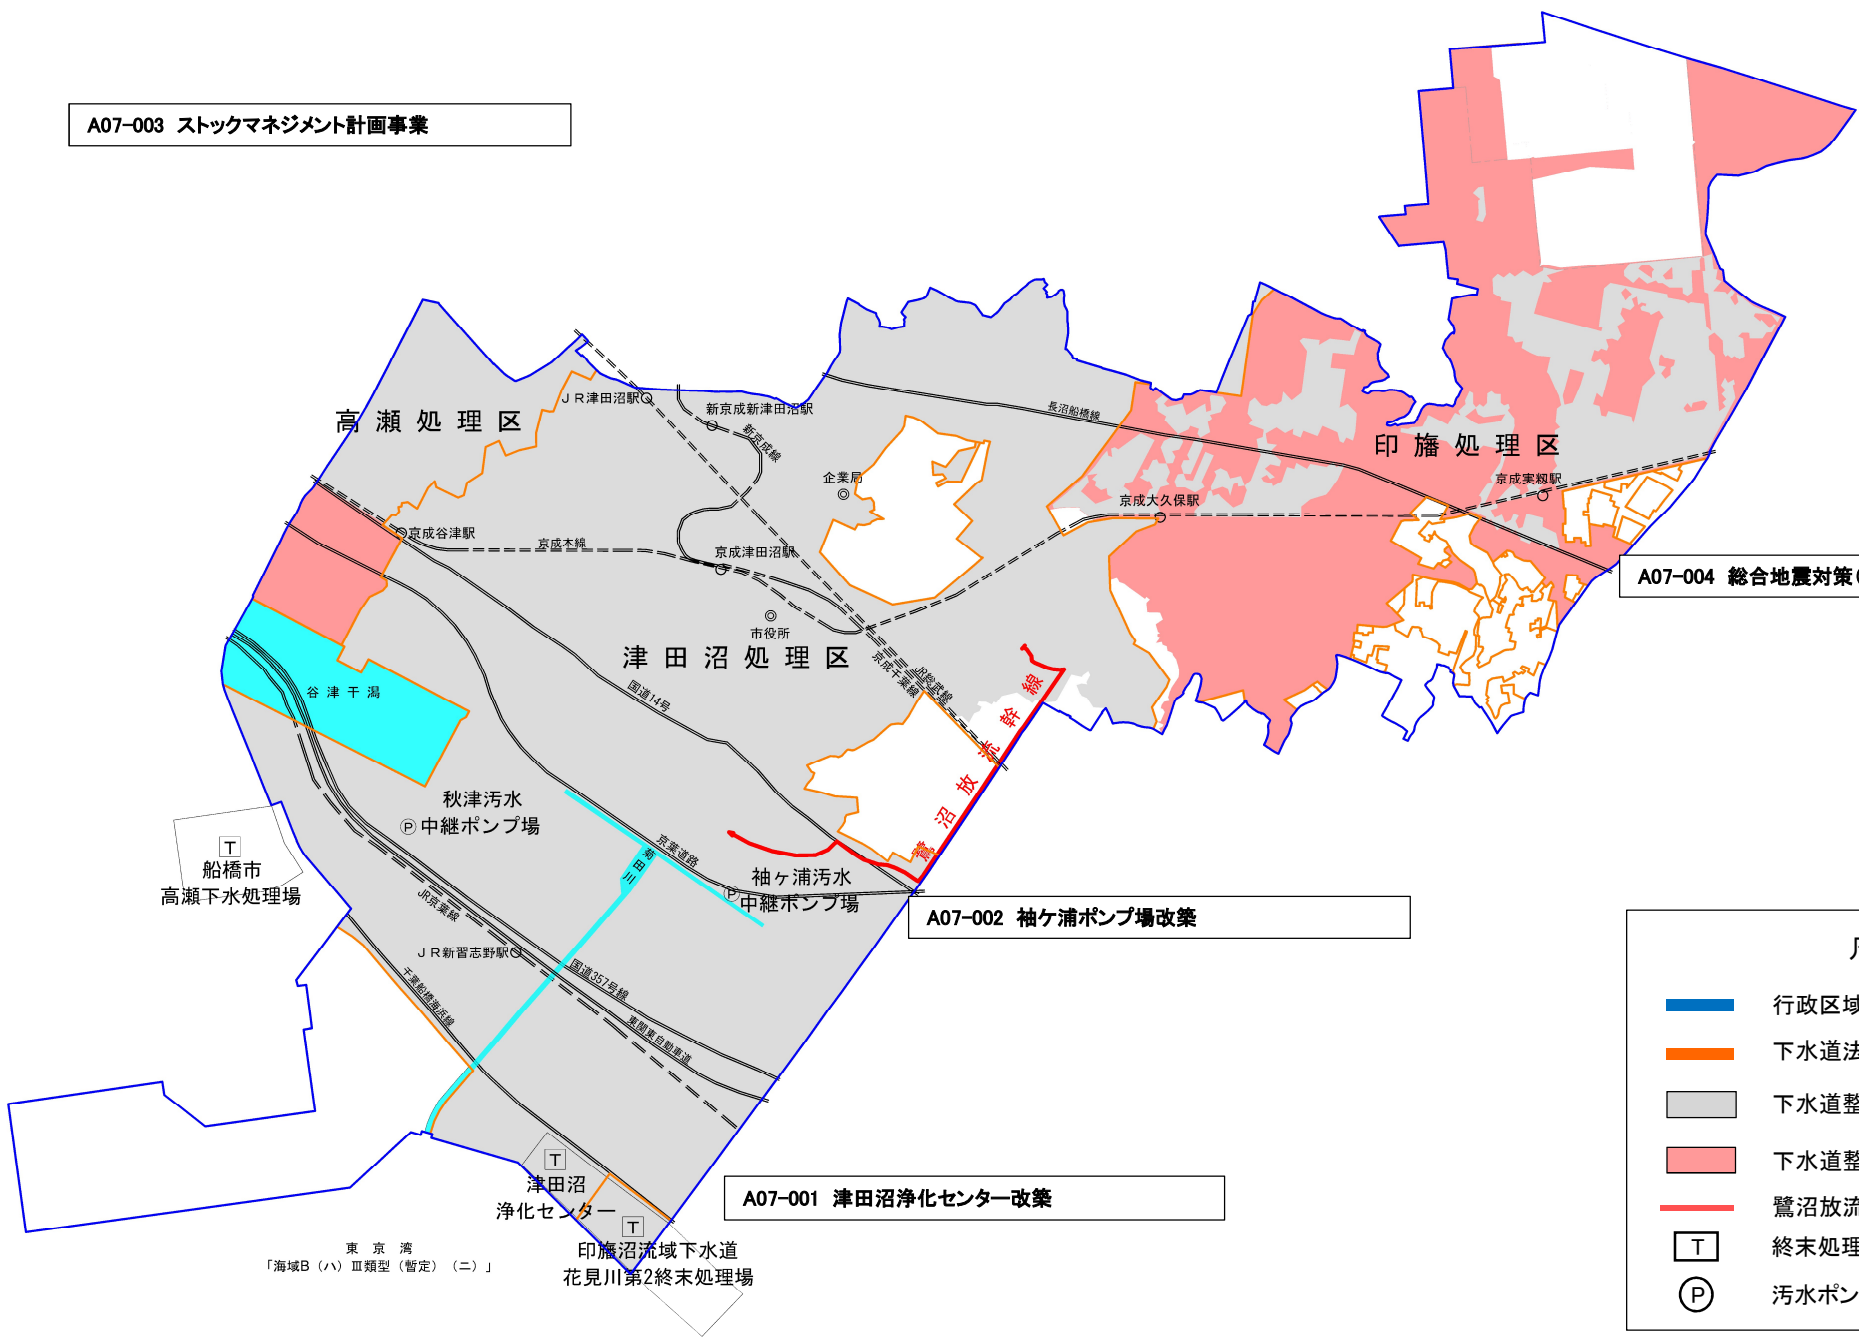 A07-003 ストックマネジメント計画事業
高瀬処理区
JR津田沼駅
新京成新津田沼駅
新京成線
長沼船橋線
印旛処理区
企業局
京成実籾駅
京成大久保駅
京成谷津駅
京成本線
京成津田沼駅
A07-004 総合地震対策(
市役所
津田沼処理区
京成千葉線
JR総武線
国道14号
谷津干潟
鷺沼放流幹線
秋津汚水
P 中継ポンプ場
京葉道路
菊田川
袖ヶ浦汚水
P 中継ポンプ場
T
船橋市
高瀬下水処理場
JR京葉線
A07-002 袖ケ浦ポンプ場改築
JR新習志野駅
千葉船橋海浜線
国道357号線
東関東自動車道
行政区域
下水道法
下水道整
下水道整
鷺沼放流
T 終末処理
P 汚水ポン
T
津田沼
浄化センター
A07-001 津田沼浄化センター改築
T
印旛沼流域下水道
花見川第2終末処理場
東京湾
「海域B(ハ)Ⅲ類型(暫定)(ニ)」